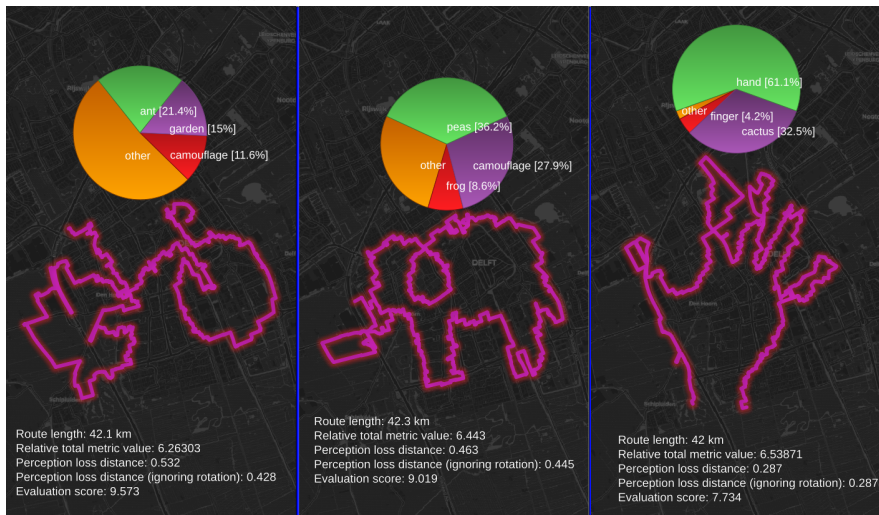 ant [21.4%]
garden [15%]
camouflage [11.6%]
other
Route length: 42.1 km
Relative total metric value: 6.26303
Perception loss distance: 0.532
Perception loss distance (ignoring rotation): 0.428
Evaluation score: 9.573
peas [36.2%]
camouflage [27.9%]
other
frog [8.6%]
DELFT
Route length: 42.3 km
Relative total metric value: 6.443
Perception loss distance: 0.463
Perception loss distance (ignoring rotation): 0.445
Evaluation score: 9.019
hand [61.1%]
other
finger [4.2%]
cactus [32.5%]
Route length: 42 km
Relative total metric value: 6.53871
Perception loss distance: 0.287
Perception loss distance (ignoring rotation): 0.287
Evaluation score: 7.734